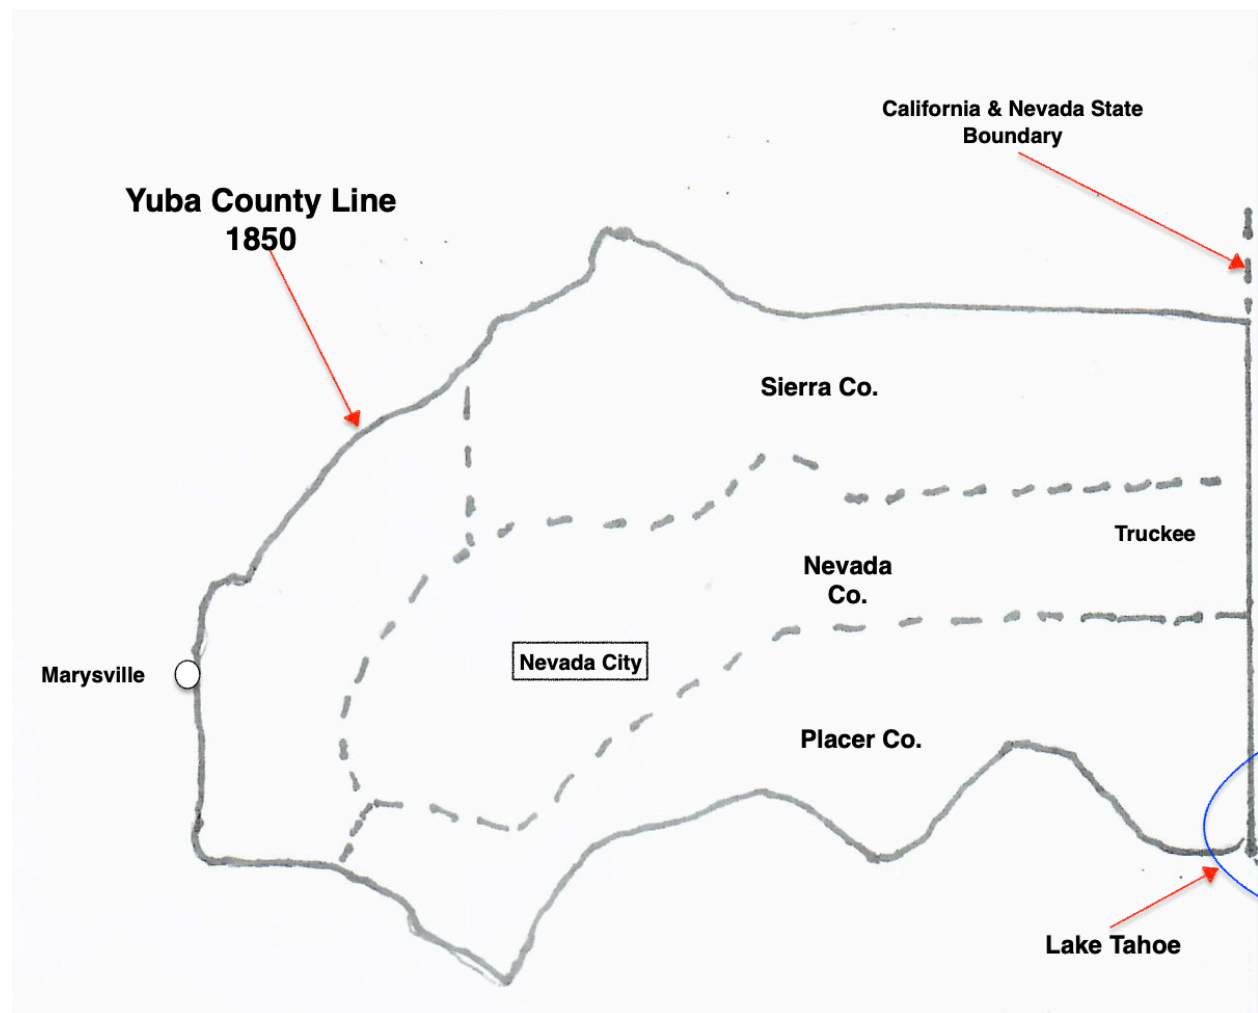 California & Nevada State
Boundary
Yuba County Line
1850
Sierra Co.
Truckee
Nevada
Co.
Nevada City
Marysville
Placer Co.
Lake Tahoe